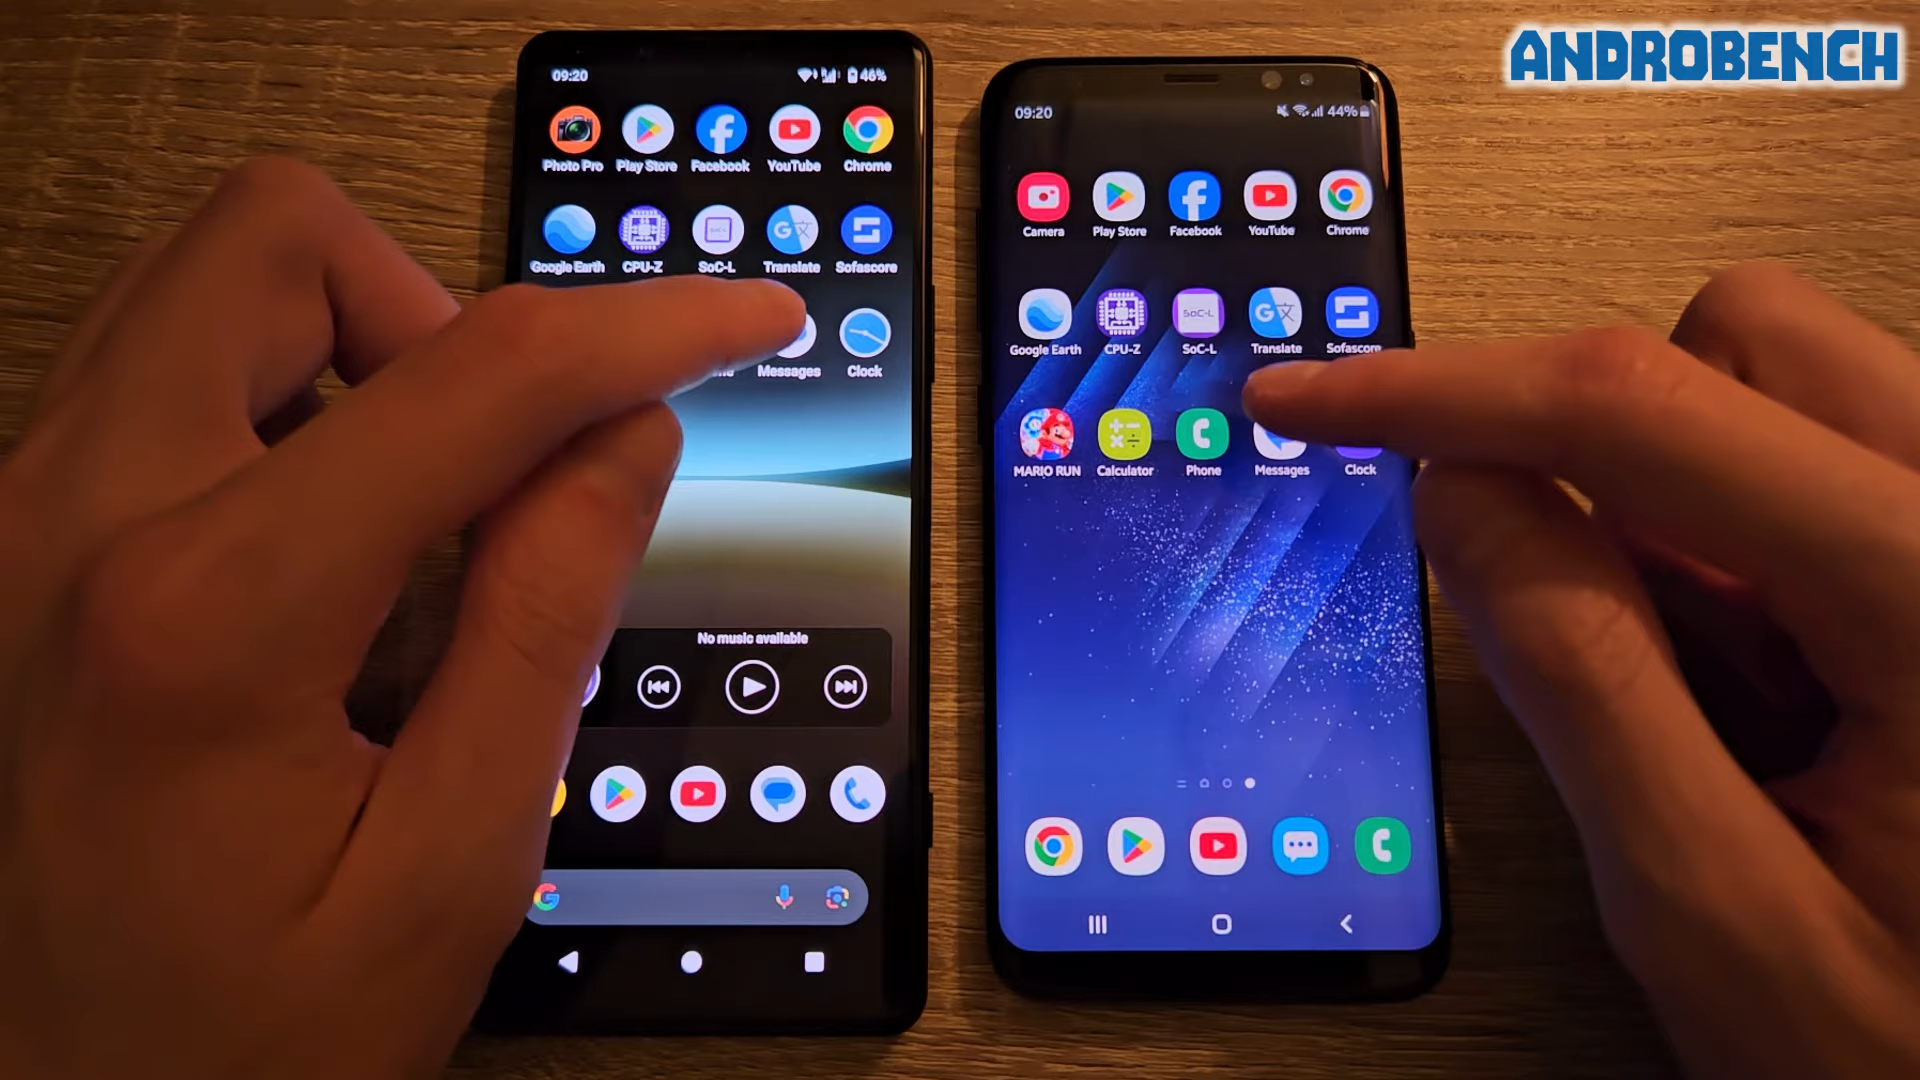 ANDROBENCH
09:20
46%
Photo Pro Play Store Facebook YouTube Chrome
Google Earth CPU-Z SoC-L Translate Sofascore
Messages Clock
No music available
09:20
44%
Camera Play Store Facebook YouTube Chrome
SoC-L
Google Earth CPU-Z SoC-L Translate Sofascore
MARIO RUN Calculator Phone Messages Clock